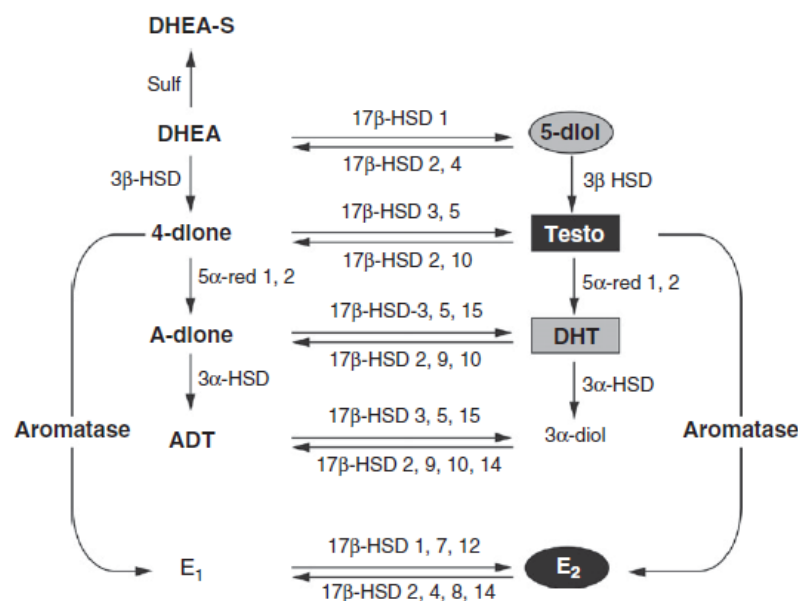 DHEA-S
Sulf
17β-HSD 1
DHEA
5-dlol
17β-HSD 2, 4
3β-HSD
3β HSD
17β-HSD 3, 5
4-dlone
Testo
17β-HSD 2, 10
5α-red 1, 2
5α-red 1, 2
17β-HSD-3, 5, 15
A-dlone
DHT
17β-HSD 2, 9, 10
3α-HSD
3α-HSD
17β-HSD 3, 5, 15
Aromatase
ADT
3α-diol
Aromatase
17β-HSD 2, 9, 10, 14
17β-HSD 1, 7, 12
E₁
E₂
17β-HSD 2, 4, 8, 14